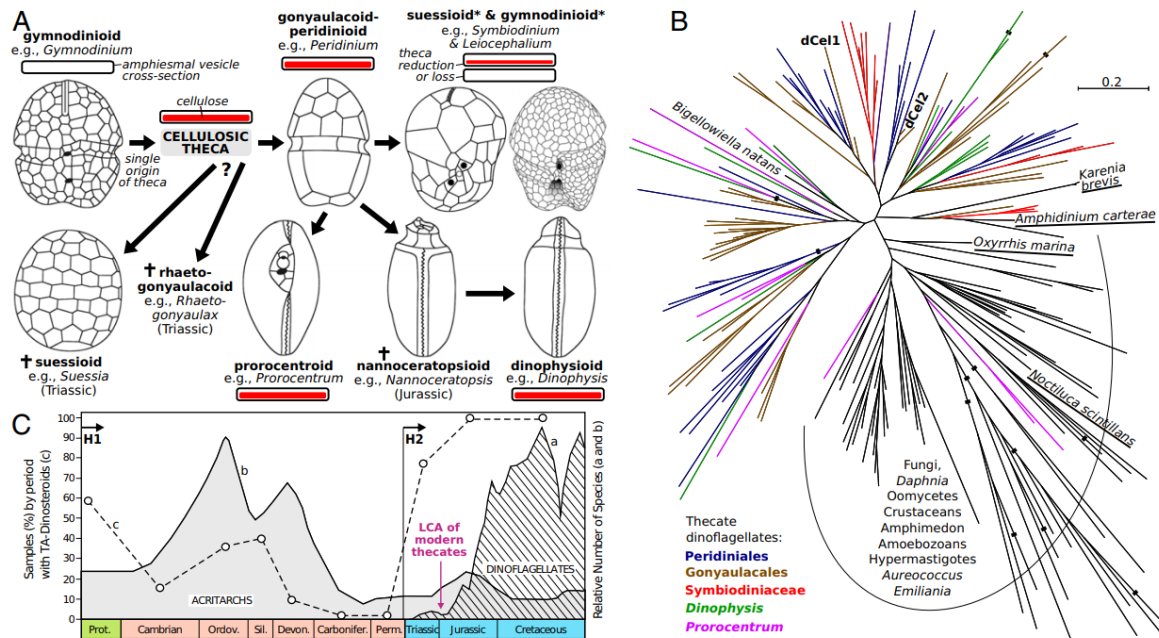 A
gymnodinioid
e.g., Gymnodinium
amphiesmal vesicle
cross-section
cellulose
CELLULOSIC
THECA
single
origin
of theca
?
gonyaulacoid-
peridinioid
e.g., Peridinium
suessioid* & gymnodinioid*
e.g., Symbiodinium
& Leiocephalium
theca
reduction
or loss
† suessioid
e.g., Suessia
(Triassic)
† rhaeto-
gonyaulacoid
e.g., Rhaeto-
gonyaulax
(Triassic)
prorocentroid
e.g., Prorocentrum
†
nannoceratopsioid
e.g., Nannoceratopsis
(Jurassic)
dinophysioid
e.g., Dinophysis
B
dCel1
dCel2
0.2
Bigellowiella natans
Karenia
brevis
Amphidinium carterae
Oxyrrhis marina
Noctiluca scintillans
Fungi,
Daphnia
Oomycetes
Crustaceans
Amphimedon
Amoebozoans
Hypermastigotes
Aureococcus
Emiliania
Thecate
dinoflagellates:
Peridiniales
Gonyaulacales
Symbiodiniaceae
Dinophysis
Prorocentrum
C
Samples (%) by period
with TA-Dinosteroids (c)
100
90
80
70
60
50
40
30
20
10
0
H1
H2
a
b
c
LCA of
modern
thecates
ACRITARCHS
DINOFLAGELLATES
Relative Number of Species (a and b)
Prot.
Cambrian
Ordov.
Sil.
Devon.
Carbonifer.
Perm.
Triassic
Jurassic
Cretaceous